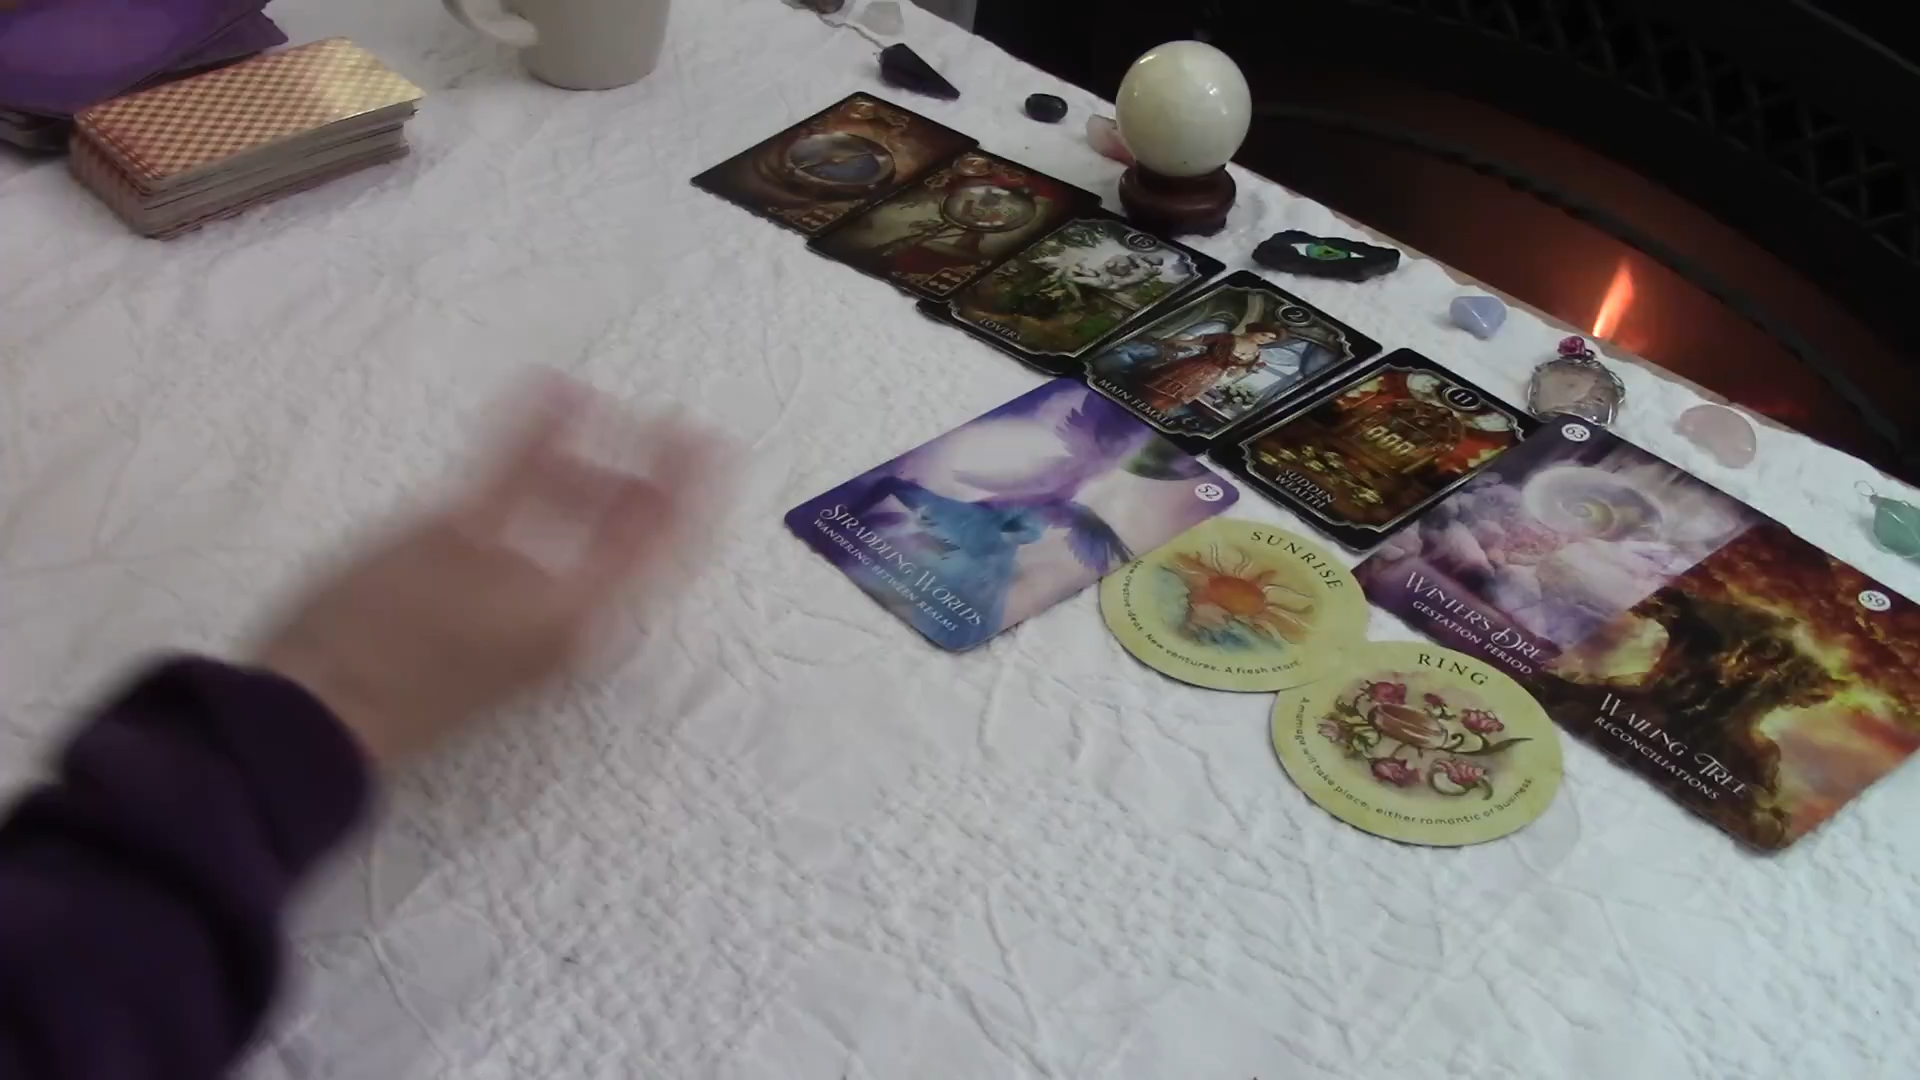 15
LOVERS
2
MAIN FEMALE
11
SUDDEN
WEALTH
52
STRADDLING WORLDS
WANDERING BETWEEN REALMS
SUNRISE
New creative ideas. New ventures. A fresh start.
63
WINTER'S DRE
GESTATION PERIOD
RING
A marriage will take place, either romantic or business.
59
WAILING TREE
RECONCILIATIONS